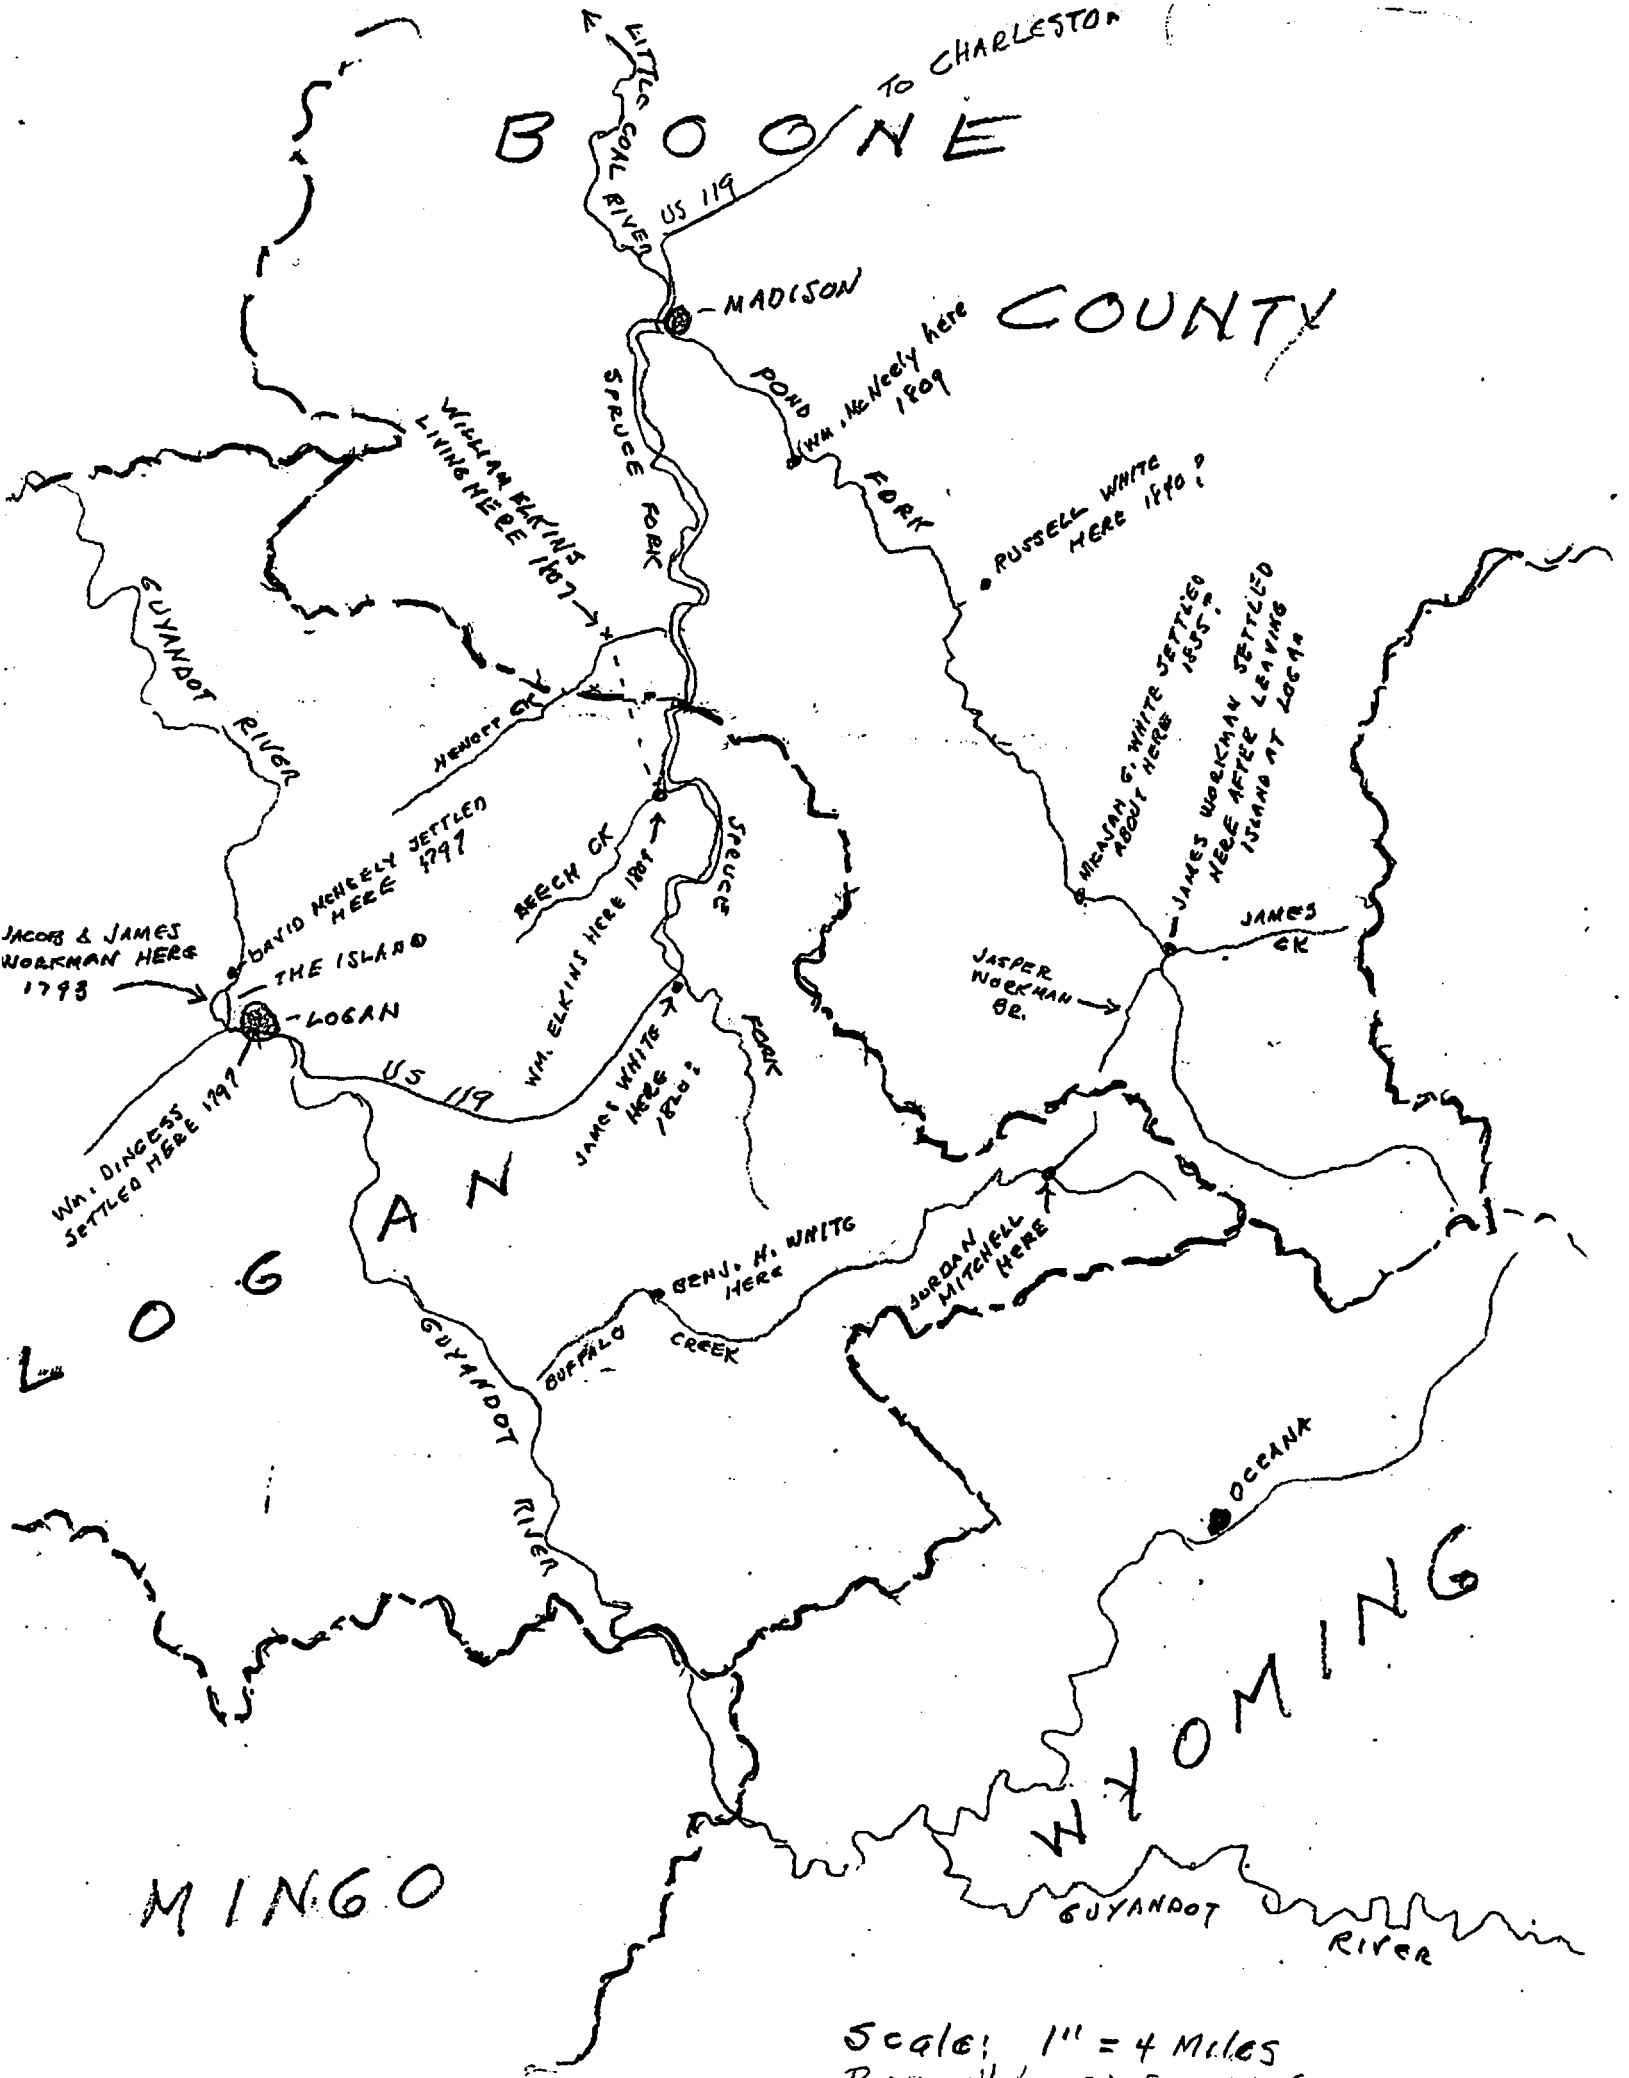 TO CHARLESTON
LITTLE COAL RIVER
BOONE
US 119
MADISON
COUNTY
WM. McNeely here
1809
POND
FORK
SPRUCE FORK
WILLIAM ELKINS
LIVING HERE 1807
RUSSELL WHITE
HERE 1840?
GUYANDOT RIVER
HEWETT CK
G. WHITE SETTLED
ABOUT HERE 1835?
JAMES WORKMAN SETTLED
HERE AFTER LEAVING
ISLAND AT LOGAN
DAVID McNEELY SETTLED
HERE 1797
BEECH CK
SPRUCE
FORK
WM. ELKINS HERE 1809
JAMES
CK
JACOB & JAMES
WORKMAN HERE
1793
THE ISLAND
LOGAN
JASPER
WORKMAN
BR.
US 119
JAMES WHITE
HERE
1820?
WM. DINGESS
SETTLED HERE 1797
LOGAN
BENJ. H. WHITE
HERE
JORDAN
MITCHELL
HERE
BUFFALO
CREEK
GUYANDOT
RIVER
OCEANA
WYOMING
MINGO
GUYANDOT
RIVER
Scale: 1" = 4 Miles